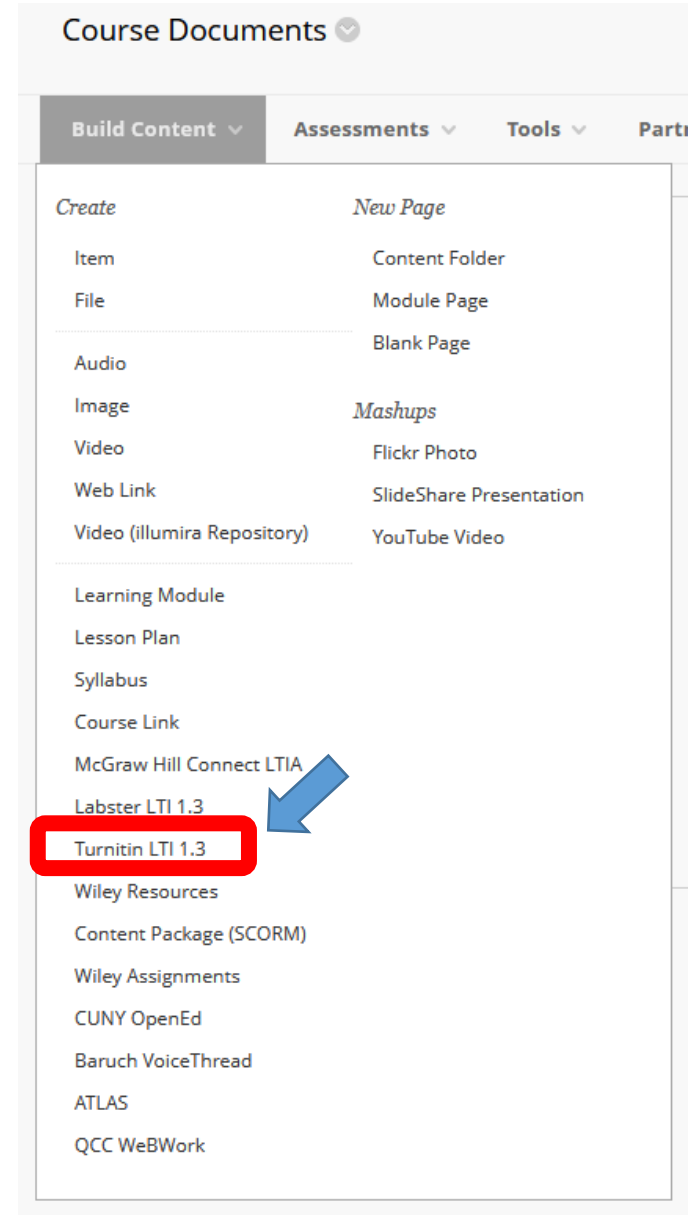 Course Documents
Build Content Assessments Tools Partn
Create
Item
File
Audio
Image
Video
Web Link
Video (illumira Repository)
Learning Module
Lesson Plan
Syllabus
Course Link
McGraw Hill Connect LTIA
Labster LTI 1.3
Turnitin LTI 1.3
Wiley Resources
Content Package (SCORM)
Wiley Assignments
CUNY OpenEd
Baruch VoiceThread
ATLAS
QCC WeBWork
New Page
Content Folder
Module Page
Blank Page
Mashups
Flickr Photo
SlideShare Presentation
YouTube Video